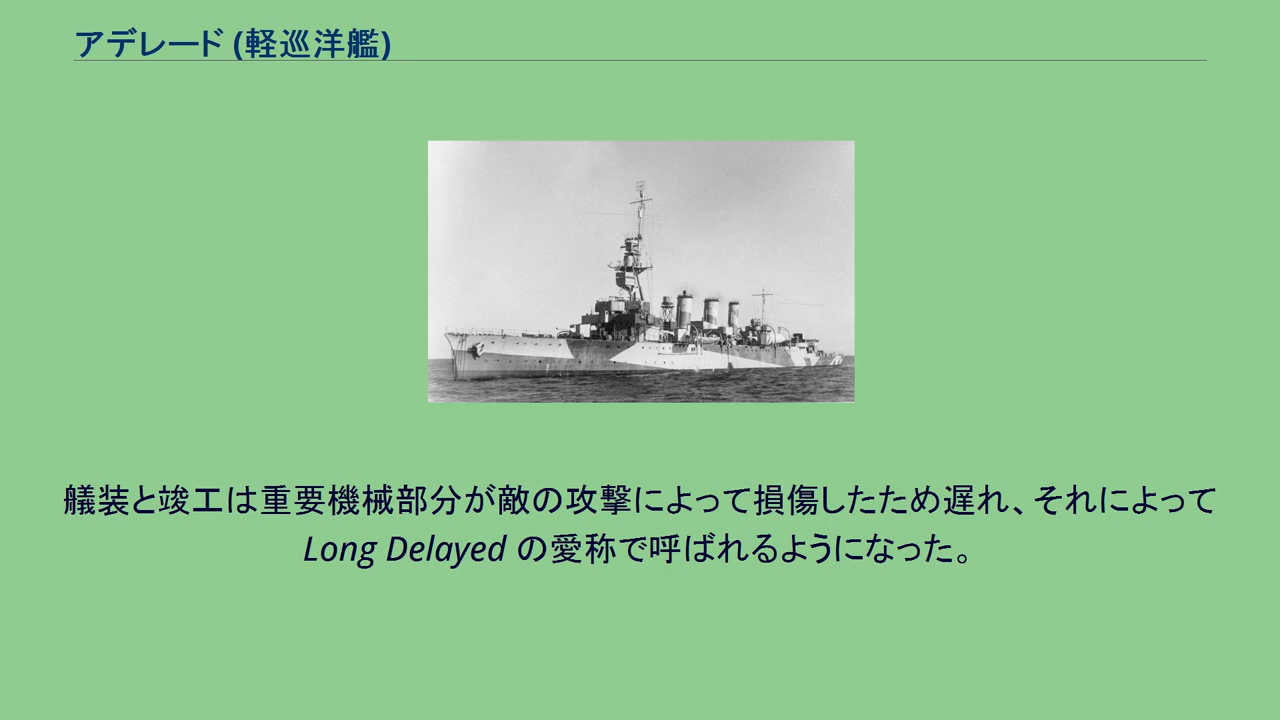 アデレード (軽巡洋艦)
艤装と竣工は重要機械部分が敵の攻撃によって損傷したため遅れ、それによって
Long Delayed の愛称で呼ばれるようになった。